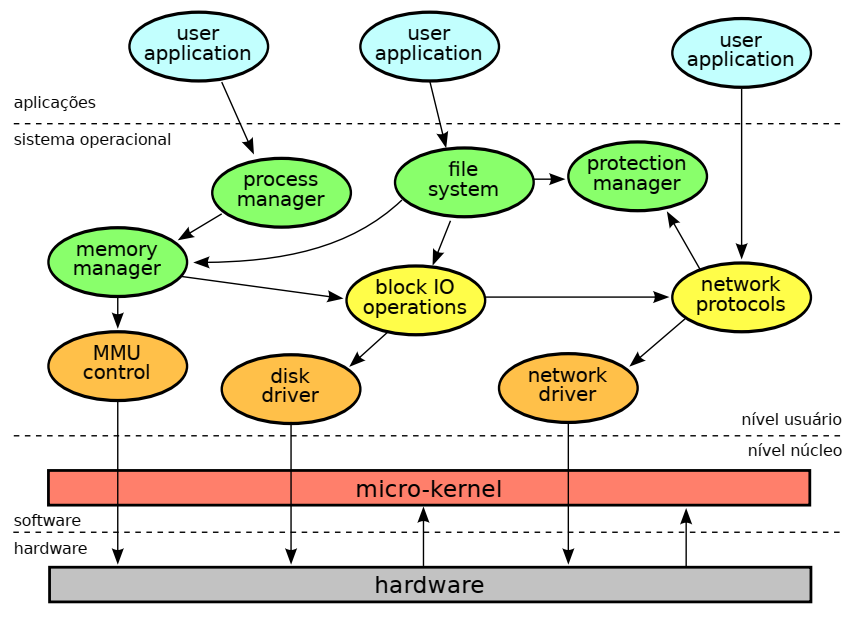 user
application
user
application
user
application
aplicações
sistema operacional
process
manager
file
system
protection
manager
memory
manager
block IO
operations
network
protocols
MMU
control
disk
driver
network
driver
nível usuário
nível núcleo
micro-kernel
software
hardware
hardware